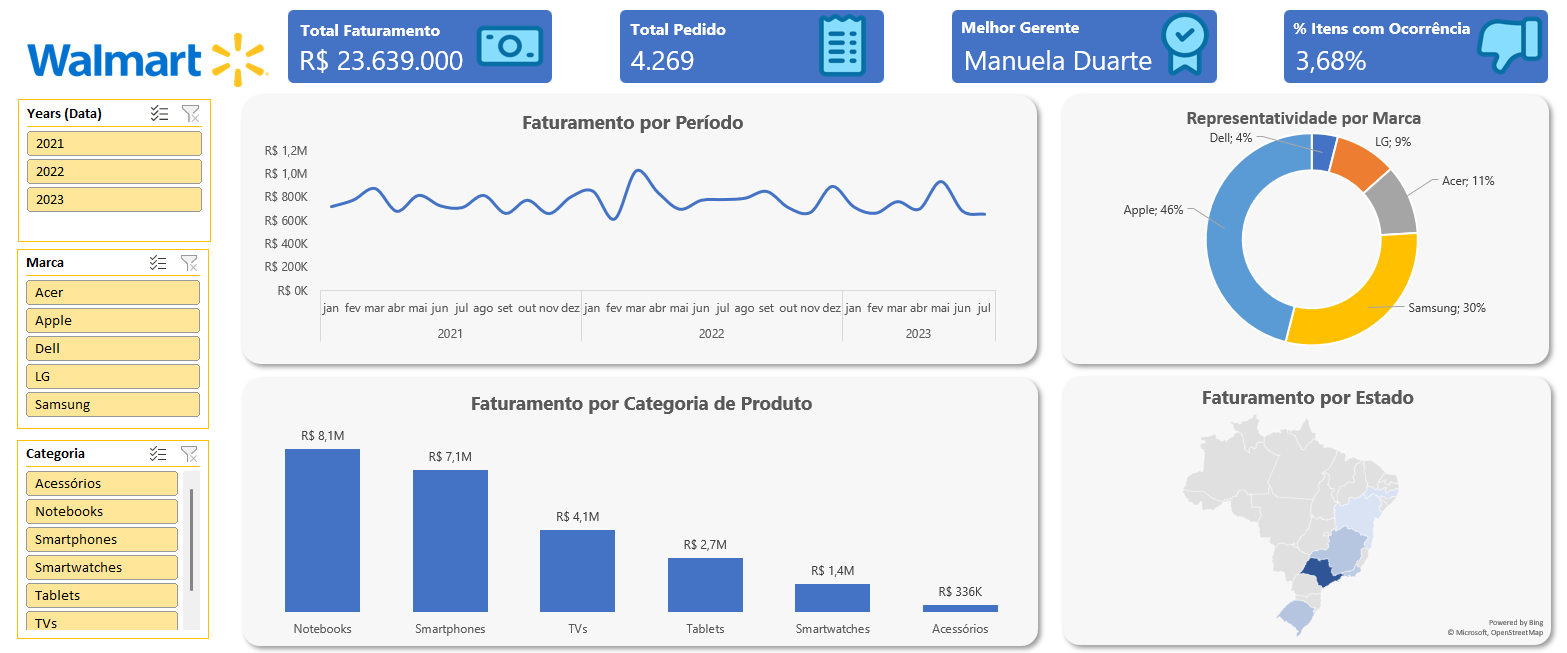 Walmart
Total Faturamento
R$ 23.639.000
Total Pedido
4.269
Melhor Gerente
Manuela Duarte
% Itens com Ocorrência
3,68%
Years (Data)
2021
2022
2023
Marca
Acer
Apple
Dell
LG
Samsung
Categoria
Acessórios
Notebooks
Smartphones
Smartwatches
Tablets
TVs
Faturamento por Período
R$ 1,2M
R$ 1,0M
R$ 800K
R$ 600K
R$ 400K
R$ 200K
R$ 0K
jan fev mar abr mai jun jul ago set out nov dez jan fev mar abr mai jun jul ago set out nov dez jan fev mar abr mai jun jul
2021 2022 2023
Representatividade por Marca
Dell; 4%
LG; 9%
Acer; 11%
Apple; 46%
Samsung; 30%
Faturamento por Categoria de Produto
R$ 8,1M
R$ 7,1M
R$ 4,1M
R$ 2,7M
R$ 1,4M
R$ 336K
Notebooks Smartphones TVs Tablets Smartwatches Acessórios
Faturamento por Estado
Powered by Bing
© Microsoft, OpenStreetMap